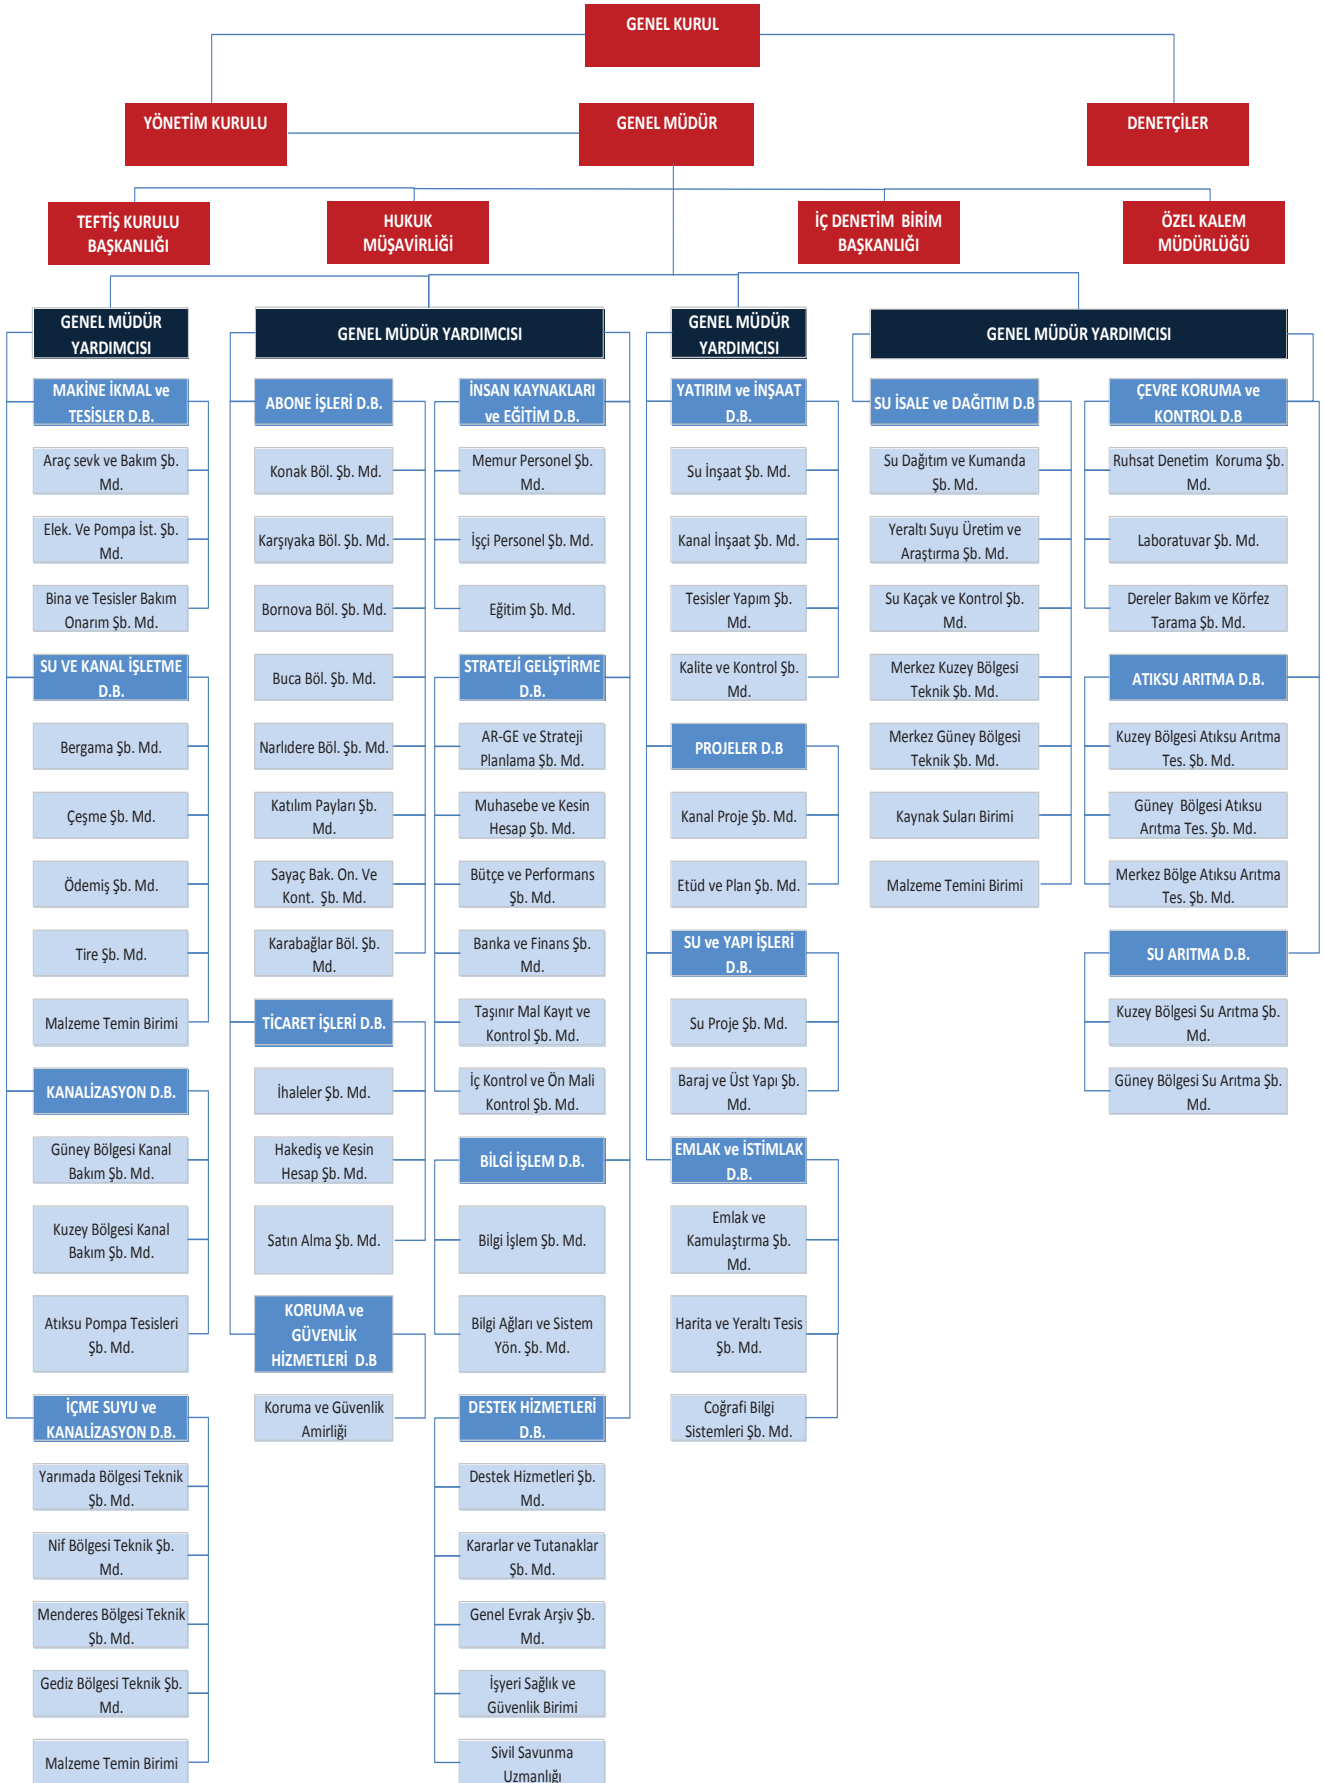 GENEL KURUL
YÖNETİM KURULU
GENEL MÜDÜR
DENETÇİLER
TEFTİŞ KURULU
BAŞKANLIĞI
HUKUK
MÜŞAVİRLİĞİ
İÇ DENETİM BİRİM
BAŞKANLIĞI
ÖZEL KALEM
MÜDÜRLÜĞÜ
GENEL MÜDÜR
YARDIMCISI
MAKİNE İKMAL ve
TESİSLER D.B.
Araç sevk ve Bakım Şb.
Md.
Elek. Ve Pompa İst. Şb.
Md.
Bina ve Tesisler Bakım
Onarım Şb. Md.
SU VE KANAL İŞLETME
D.B.
Bergama Şb. Md.
Çeşme Şb. Md.
Ödemiş Şb. Md.
Tire Şb. Md.
Malzeme Temin Birimi
KANALİZASYON D.B.
Güney Bölgesi Kanal
Bakım Şb. Md.
Kuzey Bölgesi Kanal
Bakım Şb. Md.
Atıksu Pompa Tesisleri
Şb. Md.
İÇME SUYU ve
KANALİZASYON D.B.
Yarımada Bölgesi Teknik
Şb. Md.
Nif Bölgesi Teknik Şb.
Md.
Menderes Bölgesi Teknik
Şb. Md.
Gediz Bölgesi Teknik Şb.
Md.
Malzeme Temin Birimi
GENEL MÜDÜR YARDIMCISI
ABONE İŞLERİ D.B.
Konak Böl. Şb. Md.
Karşıyaka Böl. Şb. Md.
Bornova Böl. Şb. Md.
Buca Böl. Şb. Md.
Narlıdere Böl. Şb. Md.
Katılım Payları Şb.
Md.
Sayaç Bak. On. Ve
Kont. Şb. Md.
Karabağlar Böl. Şb.
Md.
TİCARET İŞLERİ D.B.
İhaleler Şb. Md.
Hakediş ve Kesin
Hesap Şb. Md.
Satın Alma Şb. Md.
KORUMA ve
GÜVENLİK
HİZMETLERİ D.B
Koruma ve Güvenlik
Amirliği
İNSAN KAYNAKLARI
ve EĞİTİM D.B.
Memur Personel Şb.
Md.
İşçi Personel Şb. Md.
Eğitim Şb. Md.
STRATEJİ GELİŞTİRME
D.B.
AR-GE ve Strateji
Planlama Şb. Md.
Muhasebe ve Kesin
Hesap Şb. Md.
Bütçe ve Performans
Şb. Md.
Banka ve Finans Şb.
Md.
Taşınır Mal Kayıt ve
Kontrol Şb. Md.
İç Kontrol ve Ön Mali
Kontrol Şb. Md.
BİLGİ İŞLEM D.B.
Bilgi İşlem Şb. Md.
Bilgi Ağları ve Sistem
Yön. Şb. Md.
DESTEK HİZMETLERİ
D.B.
Destek Hizmetleri Şb.
Md.
Kararlar ve Tutanaklar
Şb. Md.
Genel Evrak Arşiv Şb.
Md.
İşyeri Sağlık ve
Güvenlik Birimi
Sivil Savunma
Uzmanlığı
GENEL MÜDÜR
YARDIMCISI
YATIRIM ve İNŞAAT
D.B.
Su İnşaat Şb. Md.
Kanal İnşaat Şb. Md.
Tesisler Yapım Şb.
Md.
Kalite ve Kontrol Şb.
Md.
PROJELER D.B
Kanal Proje Şb. Md.
Etüd ve Plan Şb. Md.
SU ve YAPI İŞLERİ
D.B.
Su Proje Şb. Md.
Baraj ve Üst Yapı Şb.
Md.
EMLAK ve İSTİMLAK
D.B.
Emlak ve
Kamulaştırma Şb.
Md.
Harita ve Yeraltı Tesis
Şb. Md.
Coğrafi Bilgi
Sistemleri Şb. Md.
GENEL MÜDÜR YARDIMCISI
SU İSALE ve DAĞITIM D.B
Su Dağıtım ve Kumanda
Şb. Md.
Yeraltı Suyu Üretim ve
Araştırma Şb. Md.
Su Kaçak ve Kontrol Şb.
Md.
Merkez Kuzey Bölgesi
Teknik Şb. Md.
Merkez Güney Bölgesi
Teknik Şb. Md.
Kaynak Suları Birimi
Malzeme Temini Birimi
ÇEVRE KORUMA ve
KONTROL D.B
Ruhsat Denetim Koruma Şb.
Md.
Laboratuvar Şb. Md.
Dereler Bakım ve Körfez
Tarama Şb. Md.
ATIKSU ARITMA D.B.
Kuzey Bölgesi Atıksu Arıtma
Tes. Şb. Md.
Güney Bölgesi Atıksu
Arıtma Tes. Şb. Md.
Merkez Bölge Atıksu Arıtma
Tes. Şb. Md.
SU ARITMA D.B.
Kuzey Bölgesi Su Arıtma Şb.
Md.
Güney Bölgesi Su Arıtma Şb.
Md.